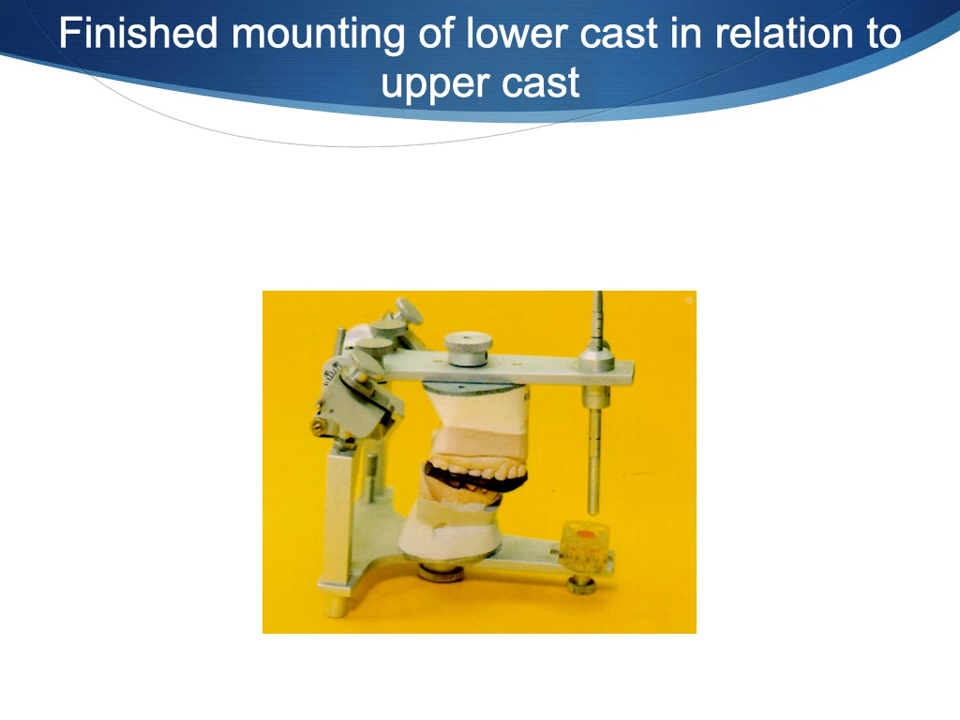 Finished mounting of lower cast in relation to
upper cast